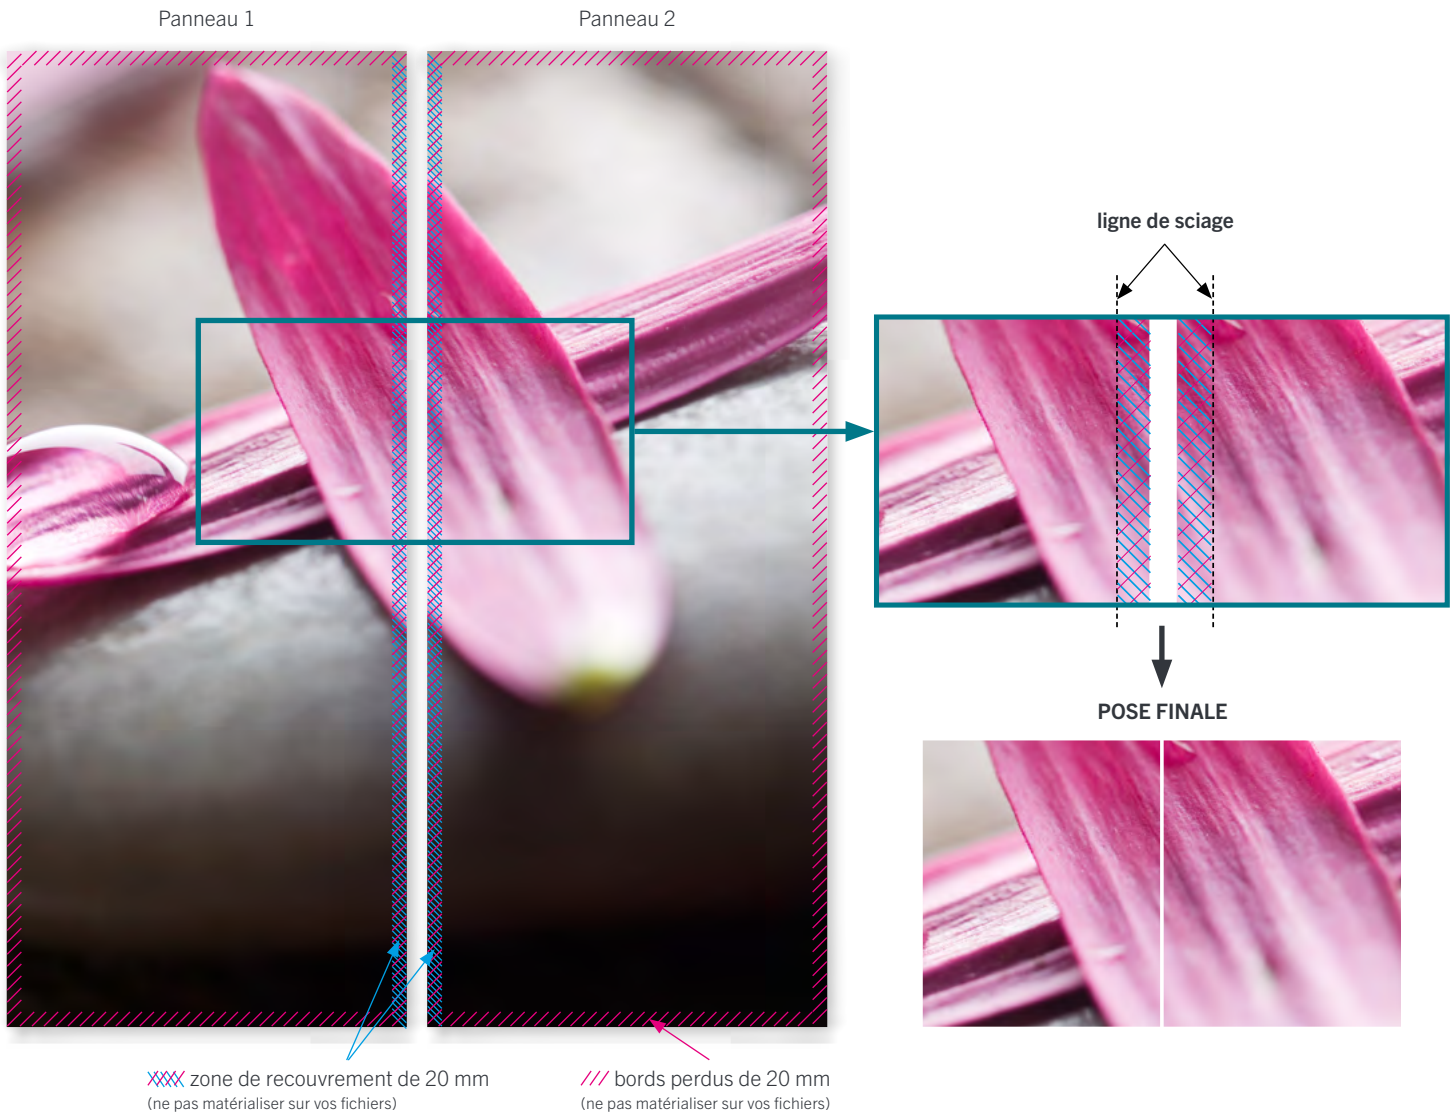 Panneau 1
Panneau 2
ligne de sciage
POSE FINALE
zone de recouvrement de 20 mm
(ne pas matérialiser sur vos fichiers)
bords perdus de 20 mm
(ne pas matérialiser sur vos fichiers)